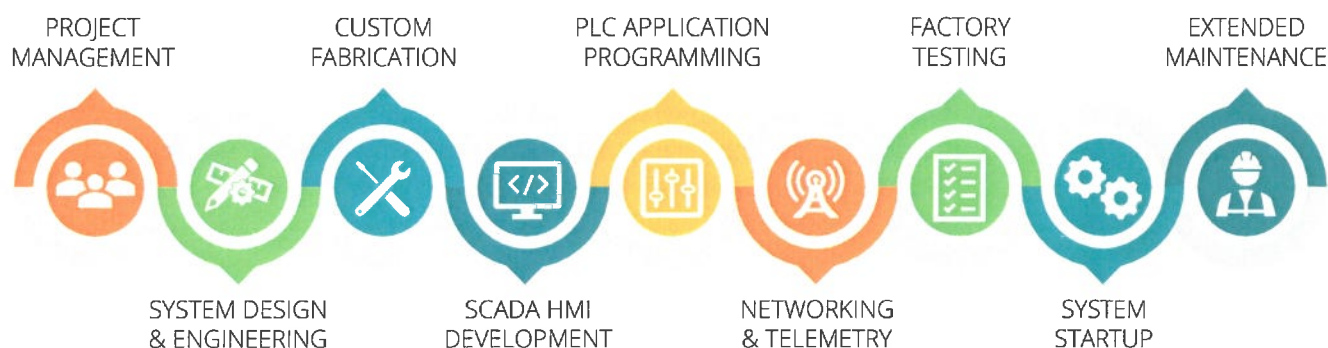 PROJECT
MANAGEMENT
SYSTEM DESIGN
& ENGINEERING
CUSTOM
FABRICATION
</>
SCADA HMI
DEVELOPMENT
PLC APPLICATION
PROGRAMMING
NETWORKING
& TELEMETRY
FACTORY
TESTING
SYSTEM
STARTUP
EXTENDED
MAINTENANCE